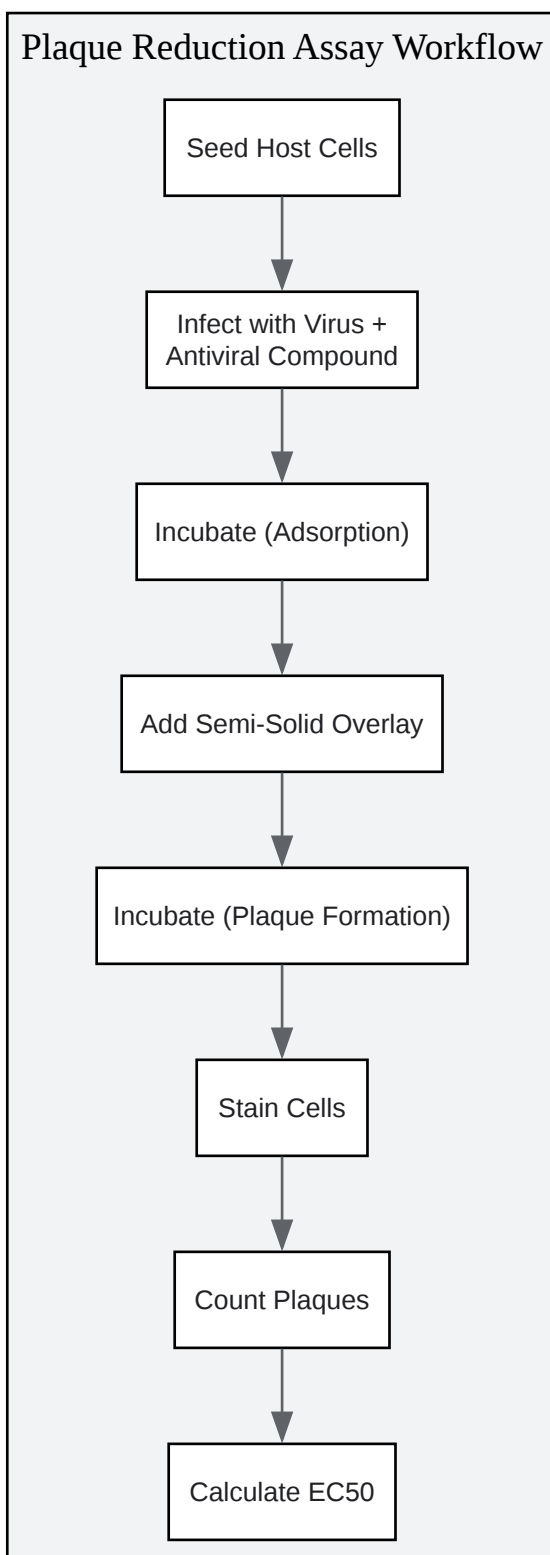 Plaque Reduction Assay Workflow
Seed Host Cells
Infect with Virus +
Antiviral Compound
Incubate (Adsorption)
Add Semi-Solid Overlay
Incubate (Plaque Formation)
Stain Cells
Count Plaques
Calculate EC50